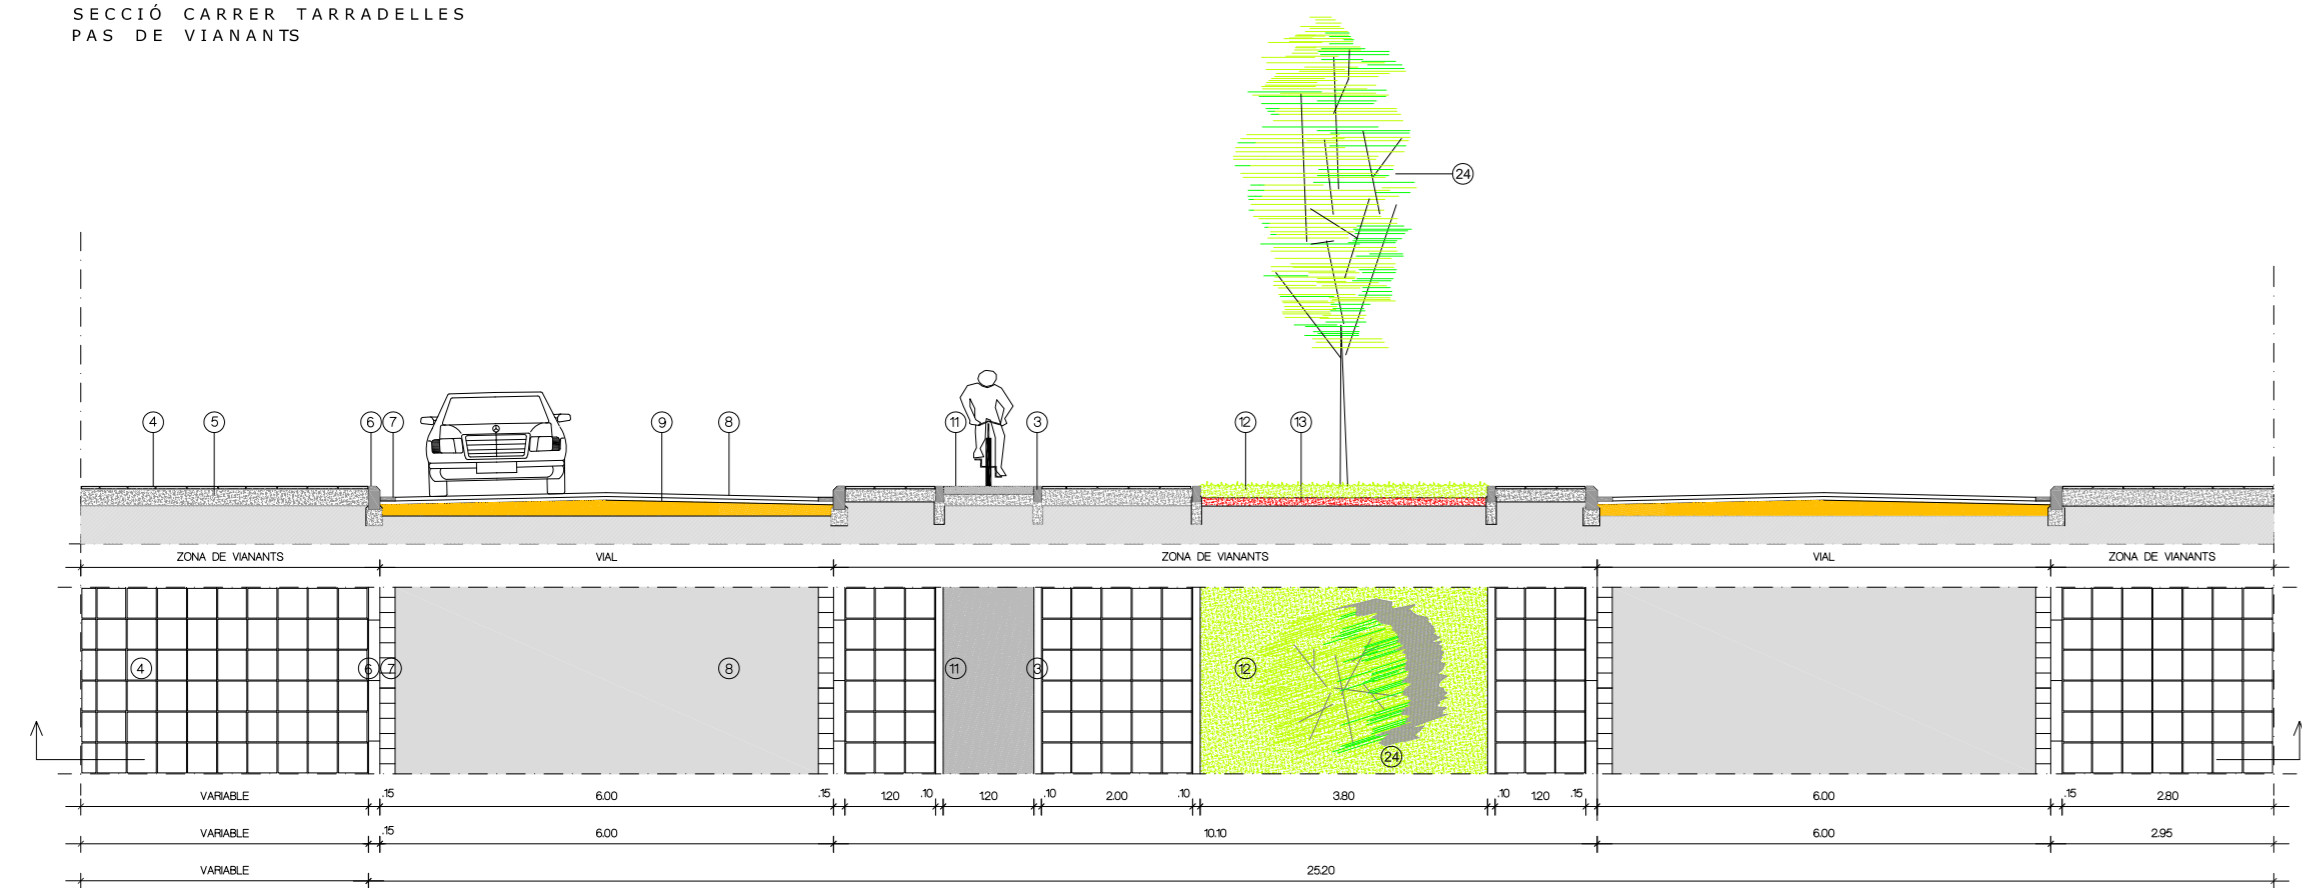 SECCIÓ CARRER TARRADELLES
PAS DE VIANANTS
24
4 5 6 7 9 8 11 3 12 13
ZONA DE VIANANTS VIAL ZONA DE VIANANTS VIAL ZONA DE VIANANTS
4 6 7 8 11 3 12
24
VARIABLE .15 6.00 .15 1.20 .10 1.20 .10 2.00 .10 3.80 .10 1.20 .15 6.00 .15 2.80
VARIABLE .15 6.00 10.10 6.00 2.95
VARIABLE 25.20